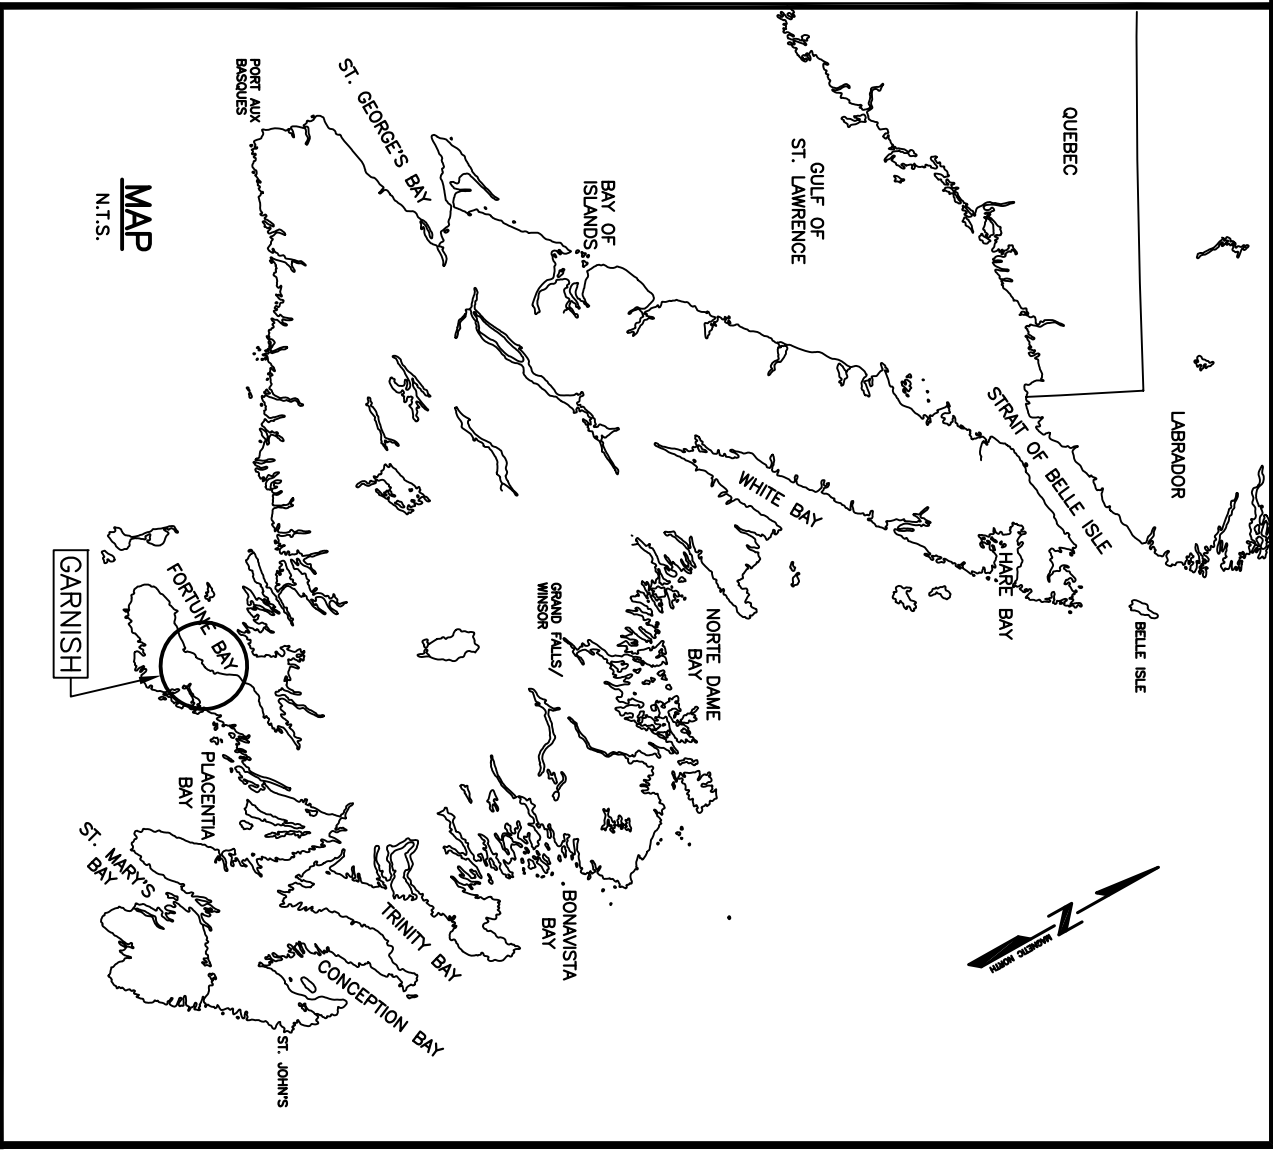 QUEBEC
LABRADOR
GULF OF
ST. LAWRENCE
STRAIT OF BELLE ISLE
BELLE ISLE
HARE BAY
WHITE BAY
BAY OF
ISLANDS
ST. GEORGE'S BAY
PORT AUX
BASQUES
NORTE DAME
BAY
GRAND FALLS/
WINSOR
BONAVISTA
BAY
TRINITY BAY
CONCEPTION BAY
ST. JOHN'S
FORTUNE BAY
PLACENTIA
BAY
ST. MARY'S
BAY
GARNISH
MAP
N.T.S.
N
MAGNETIC NORTH